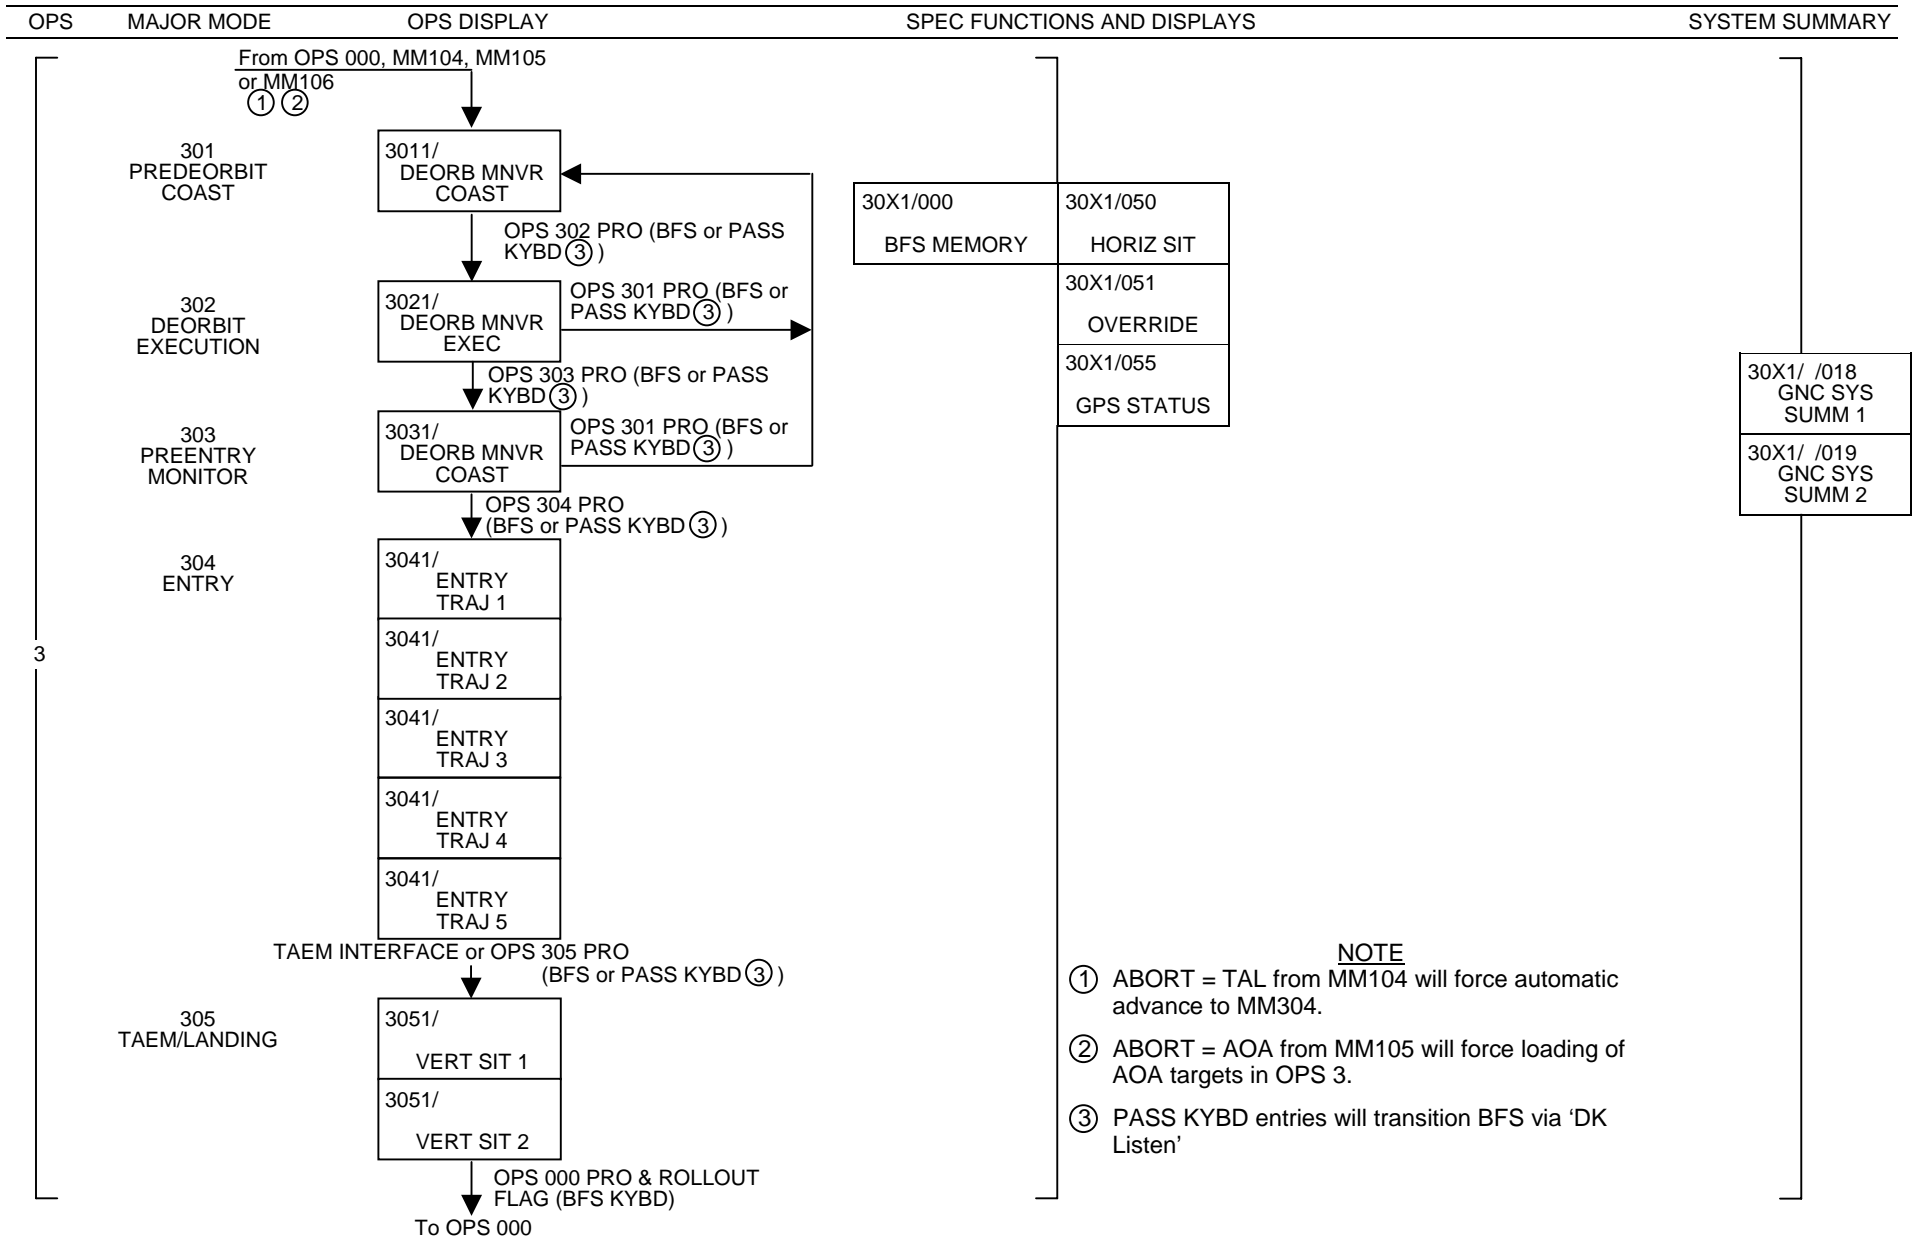 OPS MAJOR MODE OPS DISPLAY SPEC FUNCTIONS AND DISPLAYS SYSTEM SUMMARY
From OPS 000, MM104, MM105
or MM106
① ②
301
PREDEORBIT
COAST
3011/
DEORB MNVR
COAST
OPS 302 PRO (BFS or PASS
KYBD ③ )
302
DEORBIT
EXECUTION
3021/
DEORB MNVR
EXEC
OPS 301 PRO (BFS or
PASS KYBD ③ )
OPS 303 PRO (BFS or PASS
KYBD ③ )
303
PREENTRY
MONITOR
3031/
DEORB MNVR
COAST
OPS 301 PRO (BFS or
PASS KYBD ③ )
OPS 304 PRO
(BFS or PASS KYBD ③ )
304
ENTRY
3041/
ENTRY
TRAJ 1
3041/
ENTRY
TRAJ 2
3
3041/
ENTRY
TRAJ 3
3041/
ENTRY
TRAJ 4
3041/
ENTRY
TRAJ 5
TAEM INTERFACE or OPS 305 PRO
(BFS or PASS KYBD ③ )
305
TAEM/LANDING
3051/
VERT SIT 1
3051/
VERT SIT 2
OPS 000 PRO & ROLLOUT
FLAG (BFS KYBD)
To OPS 000
30X1/000
BFS MEMORY
30X1/050
HORIZ SIT
30X1/051
OVERRIDE
30X1/055
GPS STATUS
30X1/ /018
GNC SYS
SUMM 1
30X1/ /019
GNC SYS
SUMM 2
NOTE
① ABORT = TAL from MM104 will force automatic
advance to MM304.
② ABORT = AOA from MM105 will force loading of
AOA targets in OPS 3.
③ PASS KYBD entries will transition BFS via ‘DK
Listen’